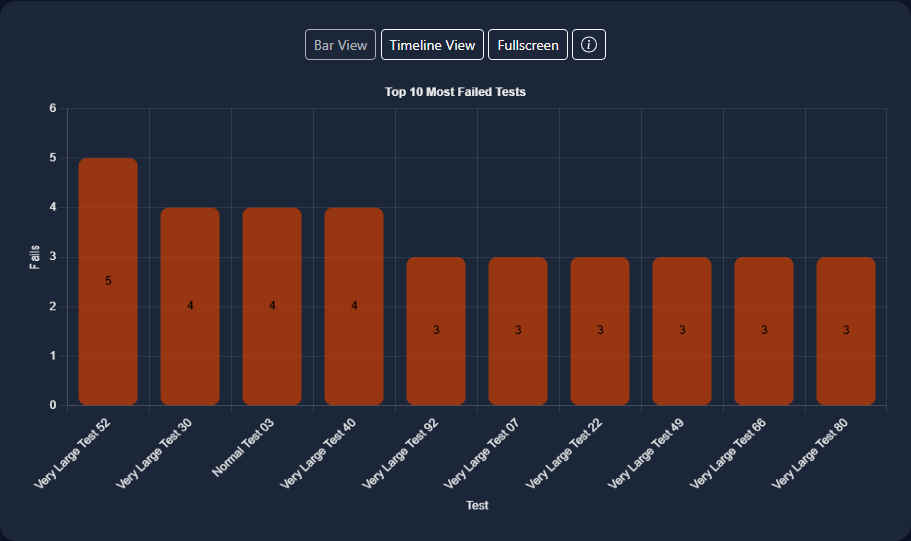 Bar View Timeline View Fullscreen
Top 10 Most Failed Tests
6
5
4
3
2
1
0
Fails
5 4 4 4 3 3 3 3 3 3
Very Large Test 52
Very Large Test 30
Normal Test 03
Very Large Test 40
Very Large Test 92
Very Large Test 07
Very Large Test 22
Very Large Test 49
Very Large Test 66
Very Large Test 80
Test